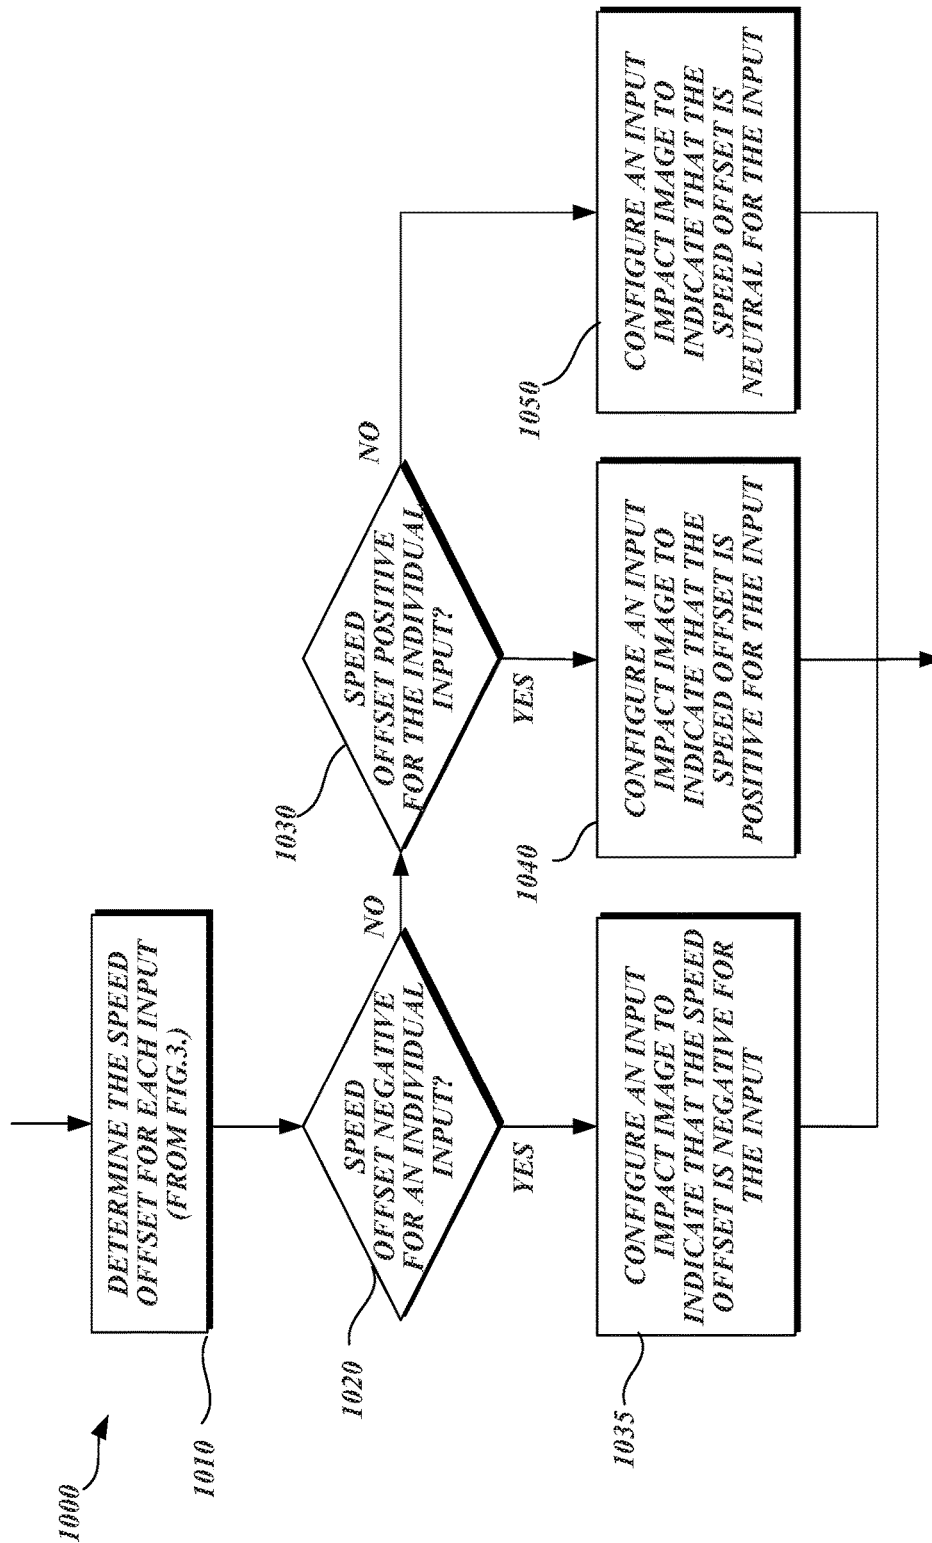 1000
1010
DETERMINE THE SPEED
OFFSET FOR EACH INPUT
(FROM FIG.3.)
1020
SPEED
OFFSET NEGATIVE
FOR AN INDIVIDUAL
INPUT?
NO
YES
1030
SPEED
OFFSET POSITIVE
FOR THE INDIVIDUAL
INPUT?
NO
YES
1035
CONFIGURE AN INPUT
IMPACT IMAGE TO
INDICATE THAT THE SPEED
OFFSET IS NEGATIVE FOR
THE INPUT
1040
CONFIGURE AN INPUT
IMPACT IMAGE TO
INDICATE THAT THE
SPEED OFFSET IS
POSITIVE FOR THE INPUT
1050
CONFIGURE AN INPUT
IMPACT IMAGE TO
INDICATE THAT THE
SPEED OFFSET IS
NEUTRAL FOR THE INPUT